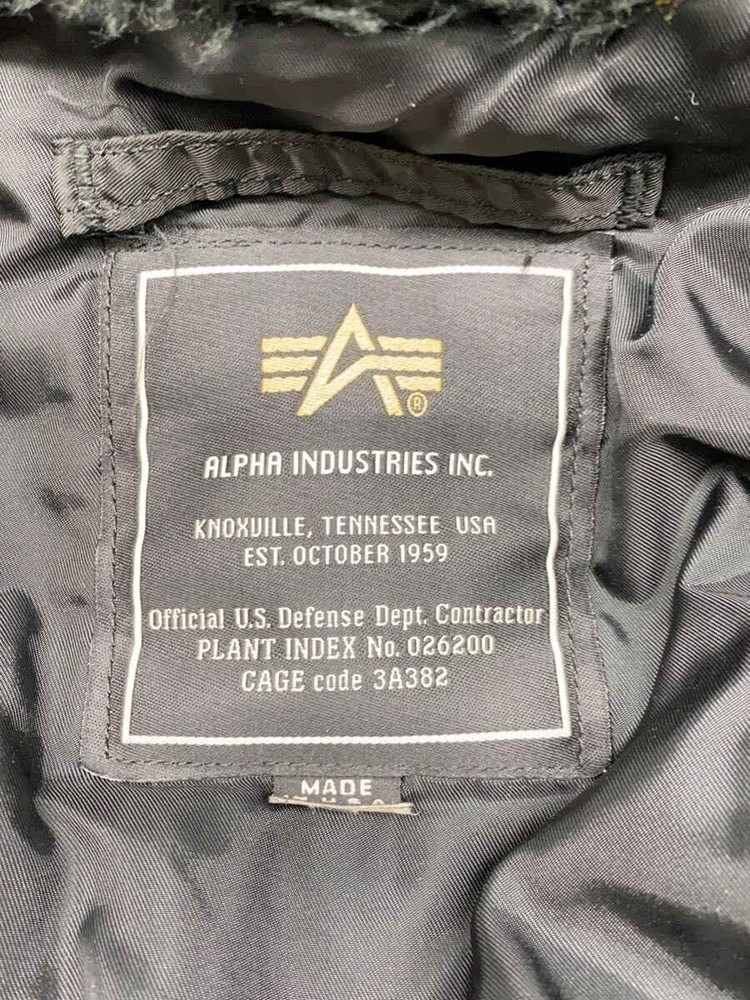 ALPHA INDUSTRIES INC.
KNOXVILLE, TENNESSEE USA
EST. OCTOBER 1959
Official U.S. Defense Dept. Contractor
PLANT INDEX No. 026200
CAGE code 3A382
MADE
IN U.S.A.